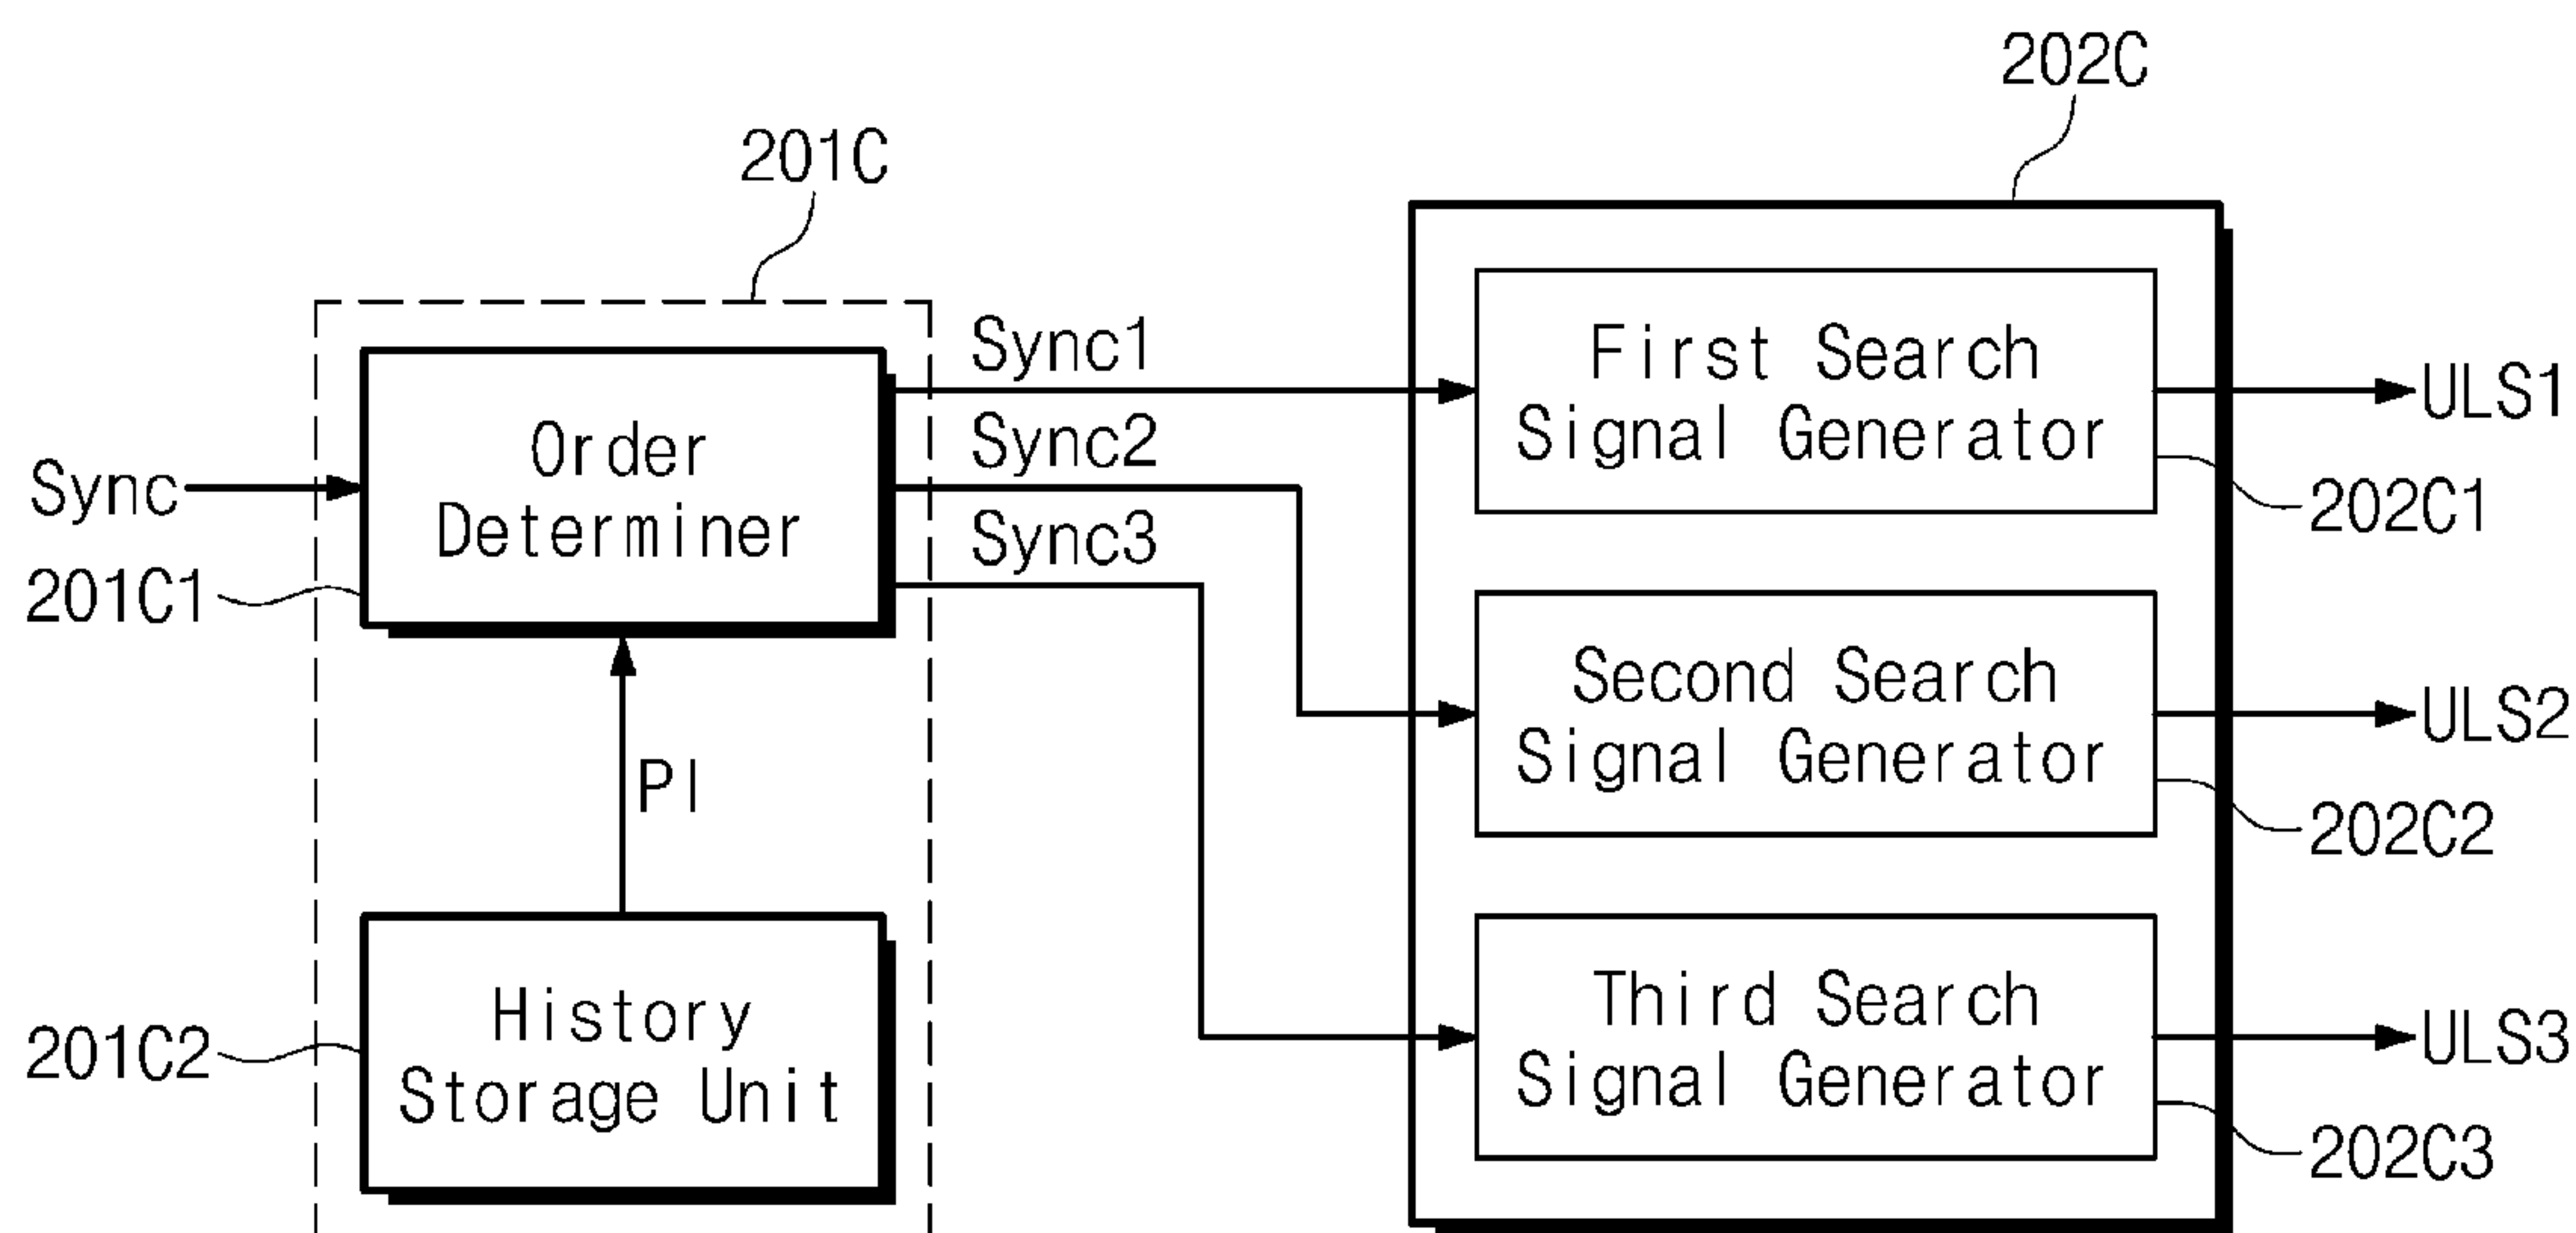 202C
201C
Sync1
First Search
Signal Generator
ULS1
Order
Determiner
Sync2
Sync
Sync3
202C1
201C1
Second Search
Signal Generator
ULS2
PI
202C2
History
Storage Unit
Third Search
Signal Generator
ULS3
201C2
202C3